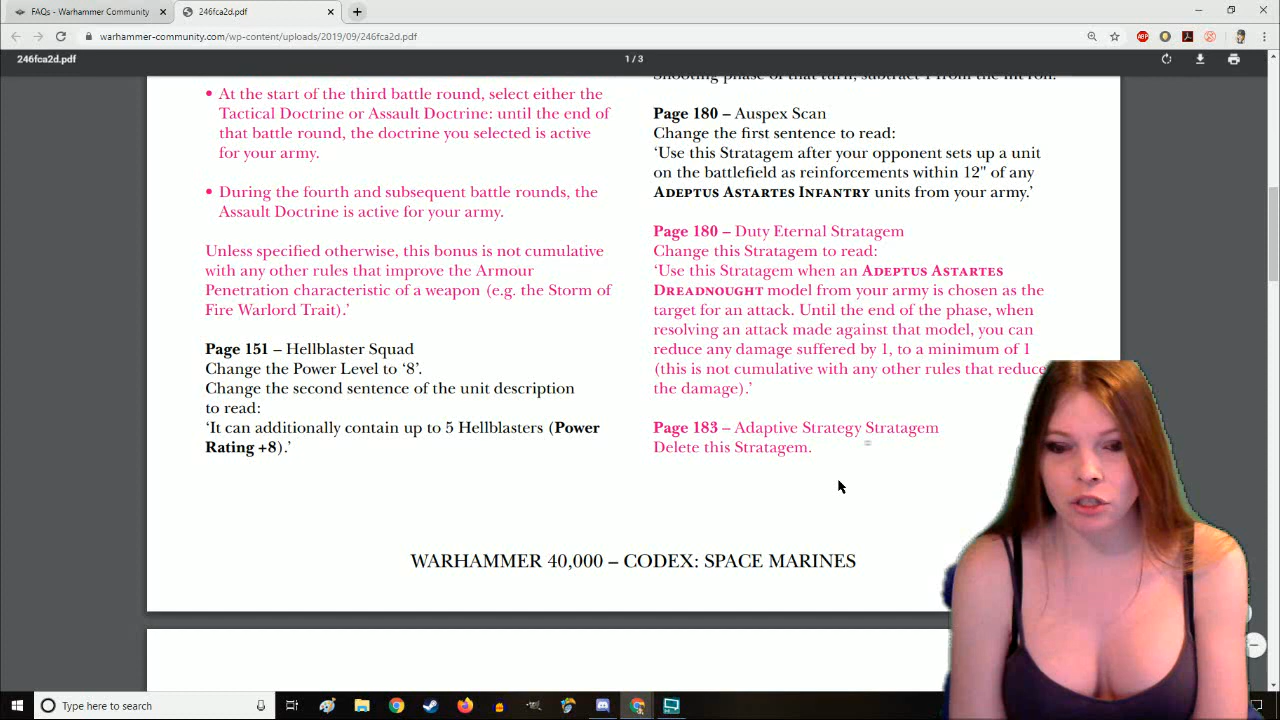 FAQs - Warhammer Community
246fca2d.pdf
warhammer-community.com/wp-content/uploads/2019/09/246fca2d.pdf
246fca2d.pdf
1 / 3
• At the start of the third battle round, select either the
Tactical Doctrine or Assault Doctrine: until the end of
that battle round, the doctrine you selected is active
for your army.
• During the fourth and subsequent battle rounds, the
Assault Doctrine is active for your army.
Unless specified otherwise, this bonus is not cumulative
with any other rules that improve the Armour
Penetration characteristic of a weapon (e.g. the Storm of
Fire Warlord Trait).’
Page 151 – Hellblaster Squad
Change the Power Level to ‘8’.
Change the second sentence of the unit description
to read:
‘It can additionally contain up to 5 Hellblasters (Power
Rating +8).’
Shooting phase of that turn, subtract 1 from the hit roll.
Page 180 – Auspex Scan
Change the first sentence to read:
‘Use this Stratagem after your opponent sets up a unit
on the battlefield as reinforcements within 12" of any
ADEPTUS ASTARTES INFANTRY units from your army.’
Page 180 – Duty Eternal Stratagem
Change this Stratagem to read:
‘Use this Stratagem when an ADEPTUS ASTARTES
DREADNOUGHT model from your army is chosen as the
target for an attack. Until the end of the phase, when
resolving an attack made against that model, you can
reduce any damage suffered by 1, to a minimum of 1
(this is not cumulative with any other rules that reduce
the damage).’
Page 183 – Adaptive Strategy Stratagem
Delete this Stratagem.
WARHAMMER 40,000 – CODEX: SPACE MARINES
Type here to search